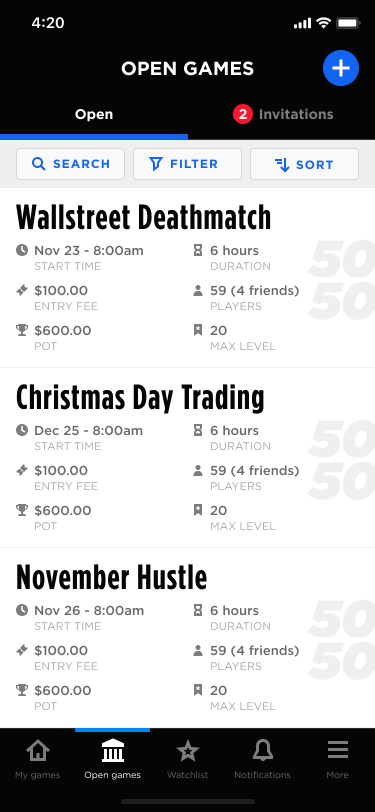 4:20
OPEN GAMES
Open
2 Invitations
SEARCH FILTER SORT
Wallstreet Deathmatch
Nov 23 - 8:00am 6 hours
START TIME DURATION
50
$100.00 59 (4 friends)
ENTRY FEE PLAYERS
50
$600.00 20
POT MAX LEVEL
Christmas Day Trading
Dec 25 - 8:00am 6 hours
START TIME DURATION
50
$100.00 59 (4 friends)
ENTRY FEE PLAYERS
50
$600.00 20
POT MAX LEVEL
November Hustle
Nov 26 - 8:00am 6 hours
START TIME DURATION
50
$100.00 59 (4 friends)
ENTRY FEE PLAYERS
50
$600.00 20
POT MAX LEVEL
My games Open games Watchlist Notifications More